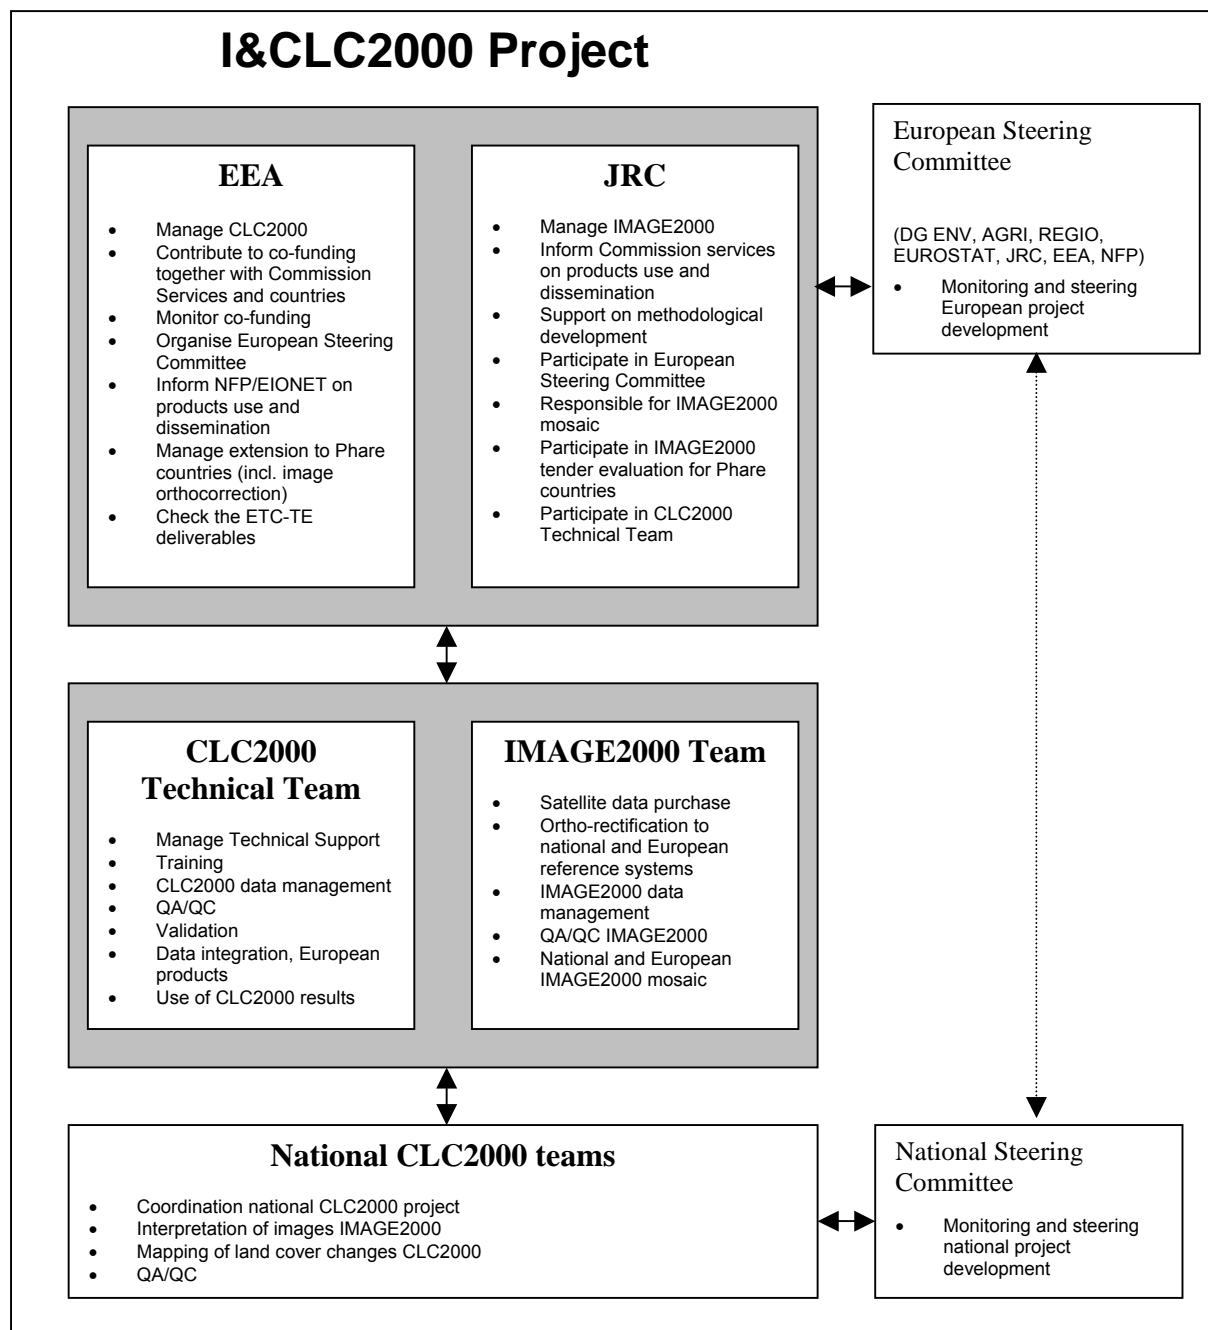 I&CLC2000 Project
EEA
• Manage CLC2000
• Contribute to co-funding
together with Commission
Services and countries
• Monitor co-funding
• Organise European Steering
Committee
• Inform NFP/EIONET on
products use and
dissemination
• Manage extension to Phare
countries (incl. image
orthocorrection)
• Check the ETC-TE
deliverables
JRC
• Manage IMAGE2000
• Inform Commission services
on products use and
dissemination
• Support on methodological
development
• Participate in European
Steering Committee
• Responsible for IMAGE2000
mosaic
• Participate in IMAGE2000
tender evaluation for Phare
countries
• Participate in CLC2000
Technical Team
European Steering
Committee
(DG ENV, AGRI, REGIO,
EUROSTAT, JRC, EEA, NFP)
• Monitoring and steering
European project
development
CLC2000
Technical Team
• Manage Technical Support
• Training
• CLC2000 data management
• QA/QC
• Validation
• Data integration, European
products
• Use of CLC2000 results
IMAGE2000 Team
• Satellite data purchase
• Ortho-rectification to
national and European
reference systems
• IMAGE2000 data
management
• QA/QC IMAGE2000
• National and European
IMAGE2000 mosaic
National CLC2000 teams
• Coordination national CLC2000 project
• Interpretation of images IMAGE2000
• Mapping of land cover changes CLC2000
• QA/QC
National Steering
Committee
• Monitoring and steering
national project
development